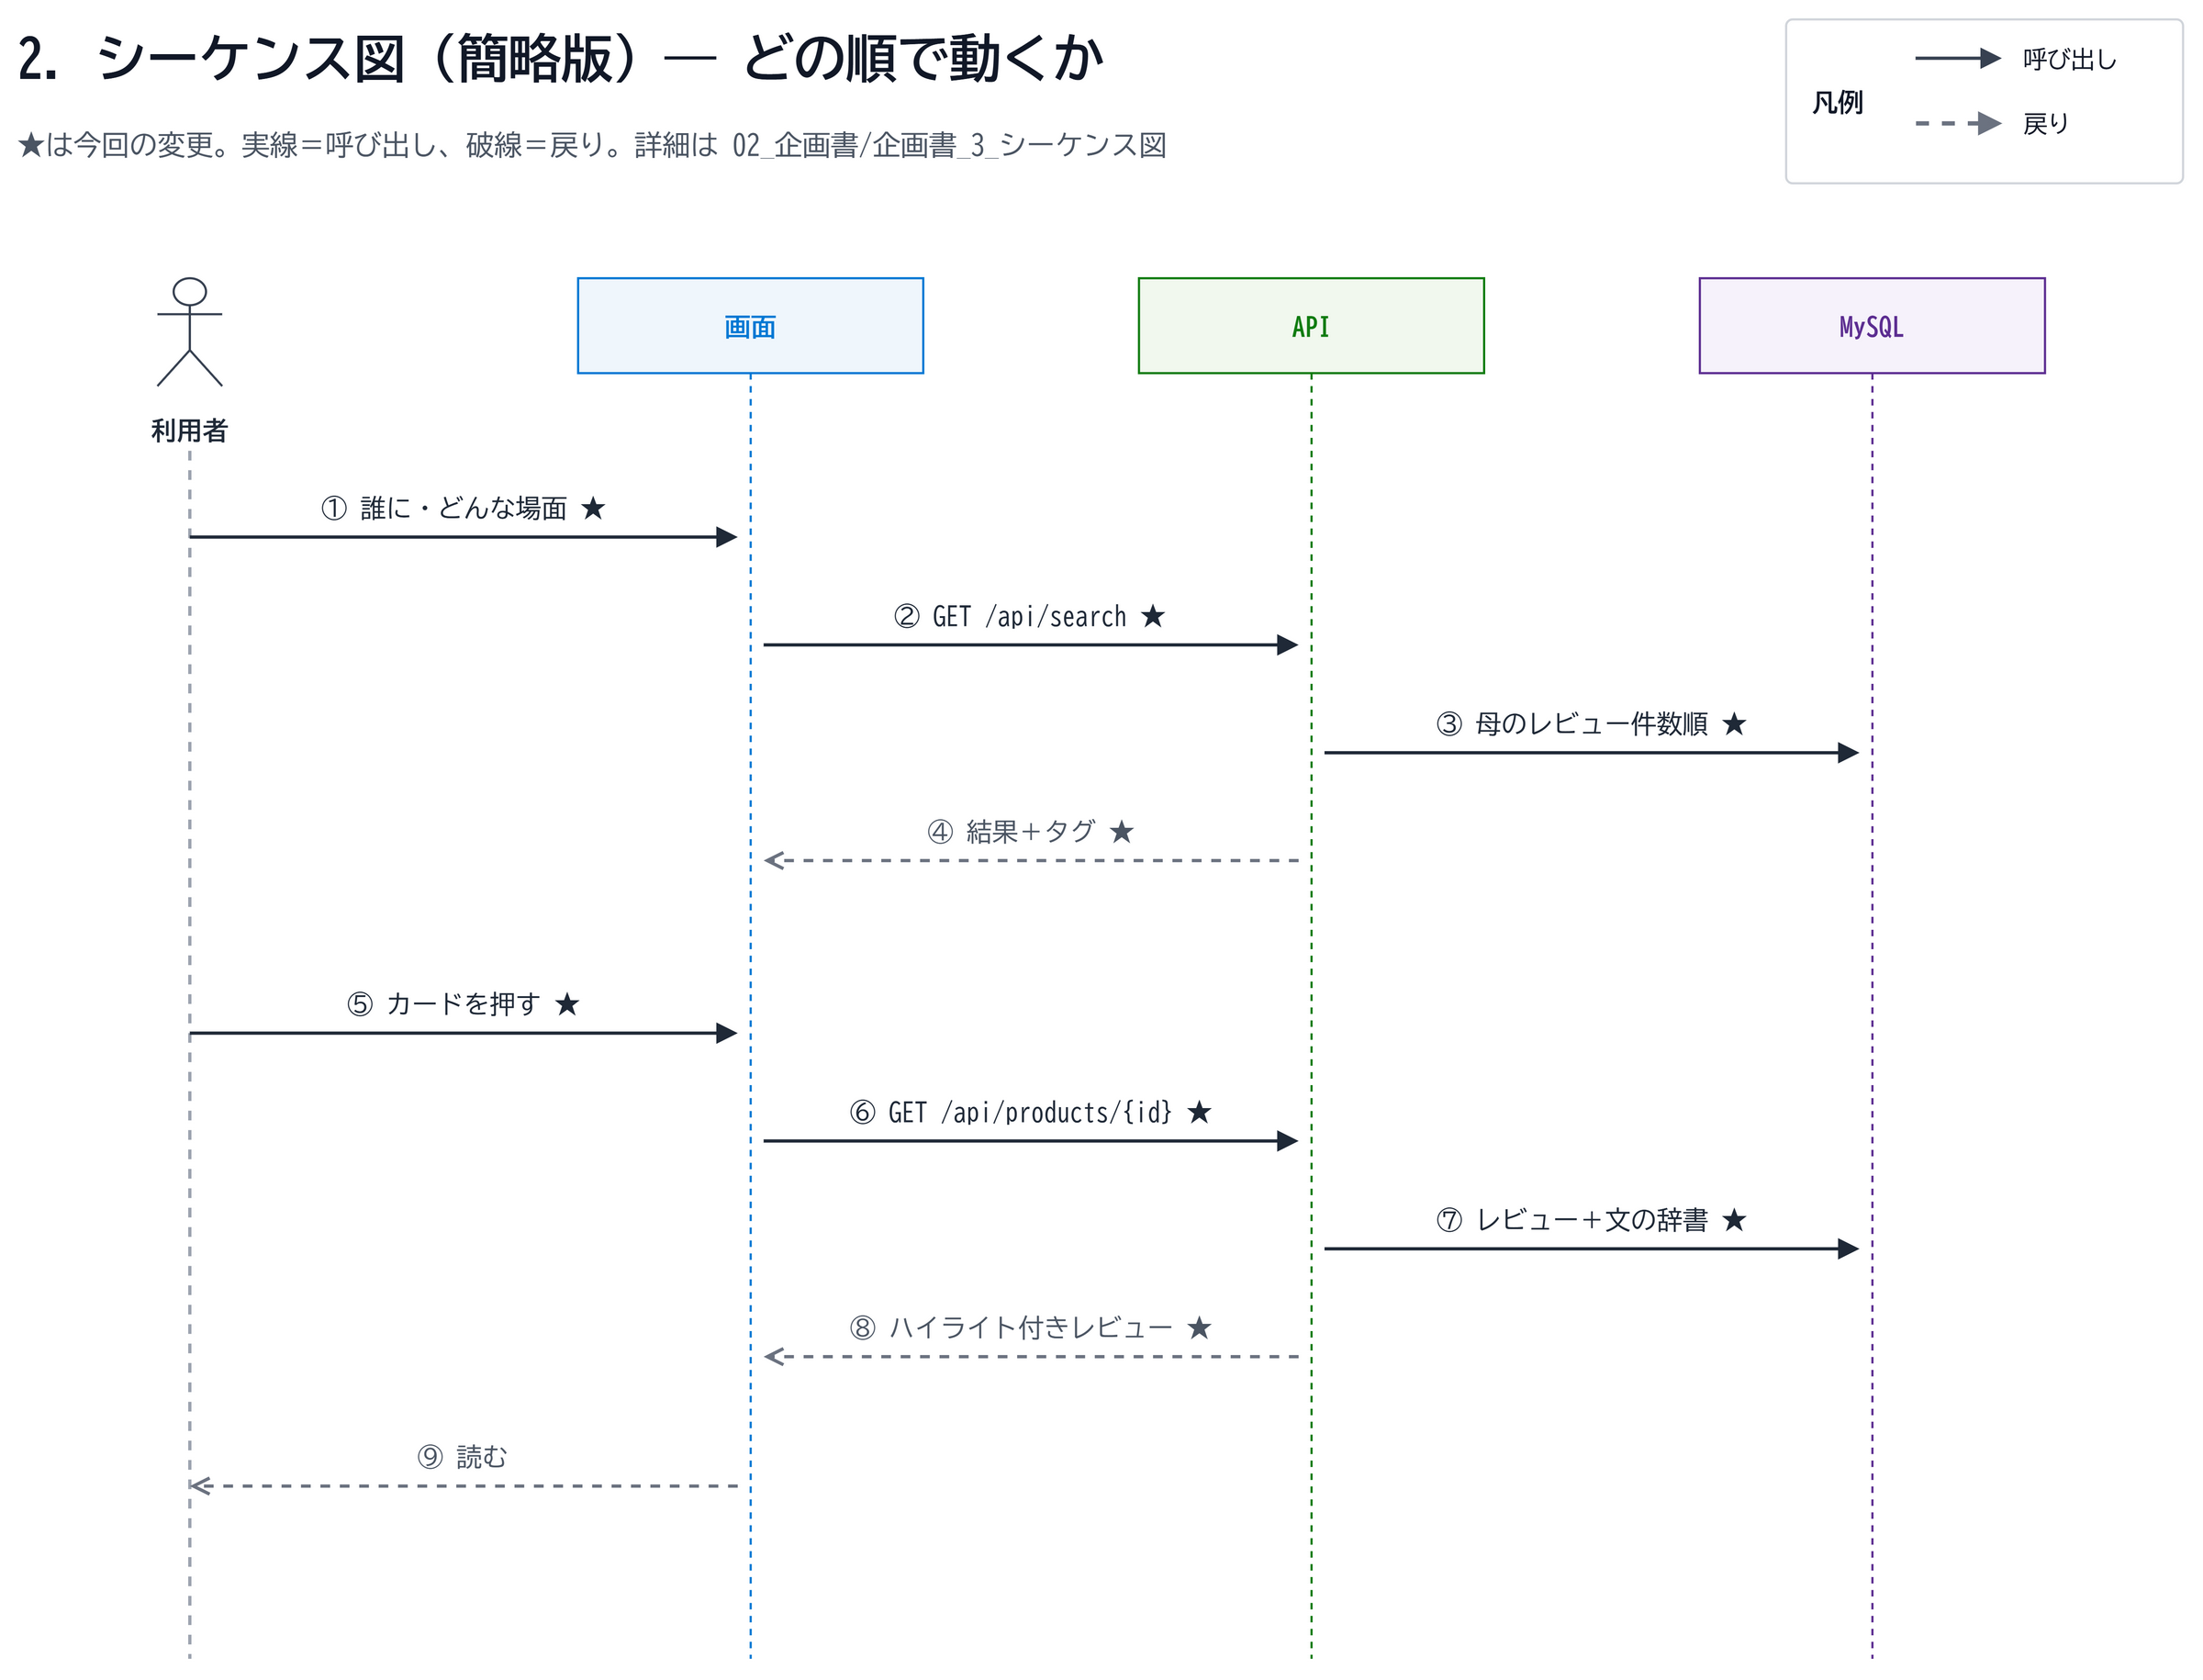 2. シーケンス図（簡略版）— どの順で動くか
★は今回の変更。実線＝呼び出し、破線＝戻り。詳細は 02_企画書/企画書_3_シーケンス図
凡例
呼び出し
戻り
利用者
画面
API
MySQL
① 誰に・どんな場面 ★
② GET /api/search ★
③ 母のレビュー件数順 ★
④ 結果＋タグ ★
⑤ カードを押す ★
⑥ GET /api/products/{id} ★
⑦ レビュー＋文の辞書 ★
⑧ ハイライト付きレビュー ★
⑨ 読む